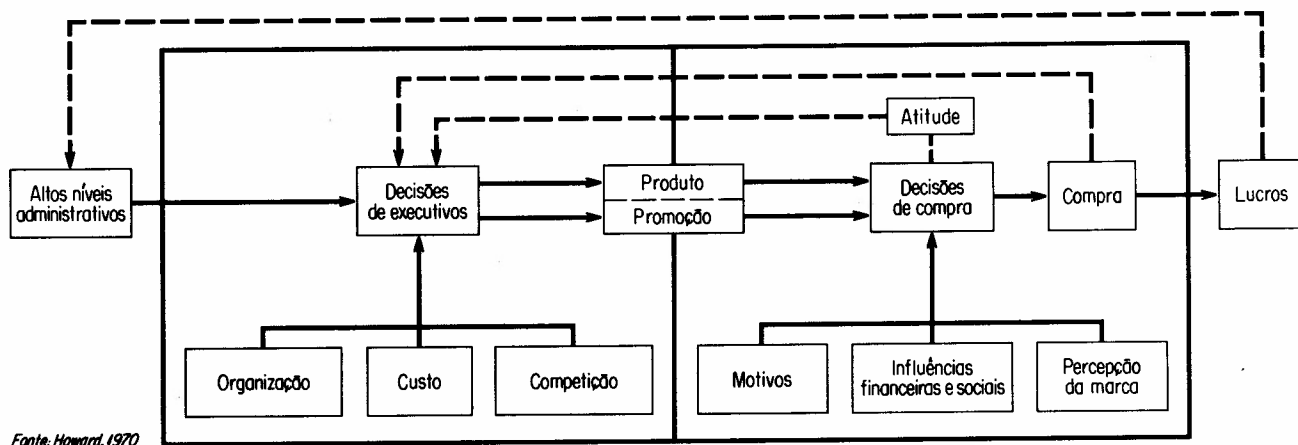 Atitude
Altos níveis
administrativos
Decisões
de executivos
Produto
Promoção
Decisões
de compra
Compra
Lucros
Organização
Custo
Competição
Motivos
Influências
financeiras e sociais
Percepção
da marca
Fonte: Howard, 1970